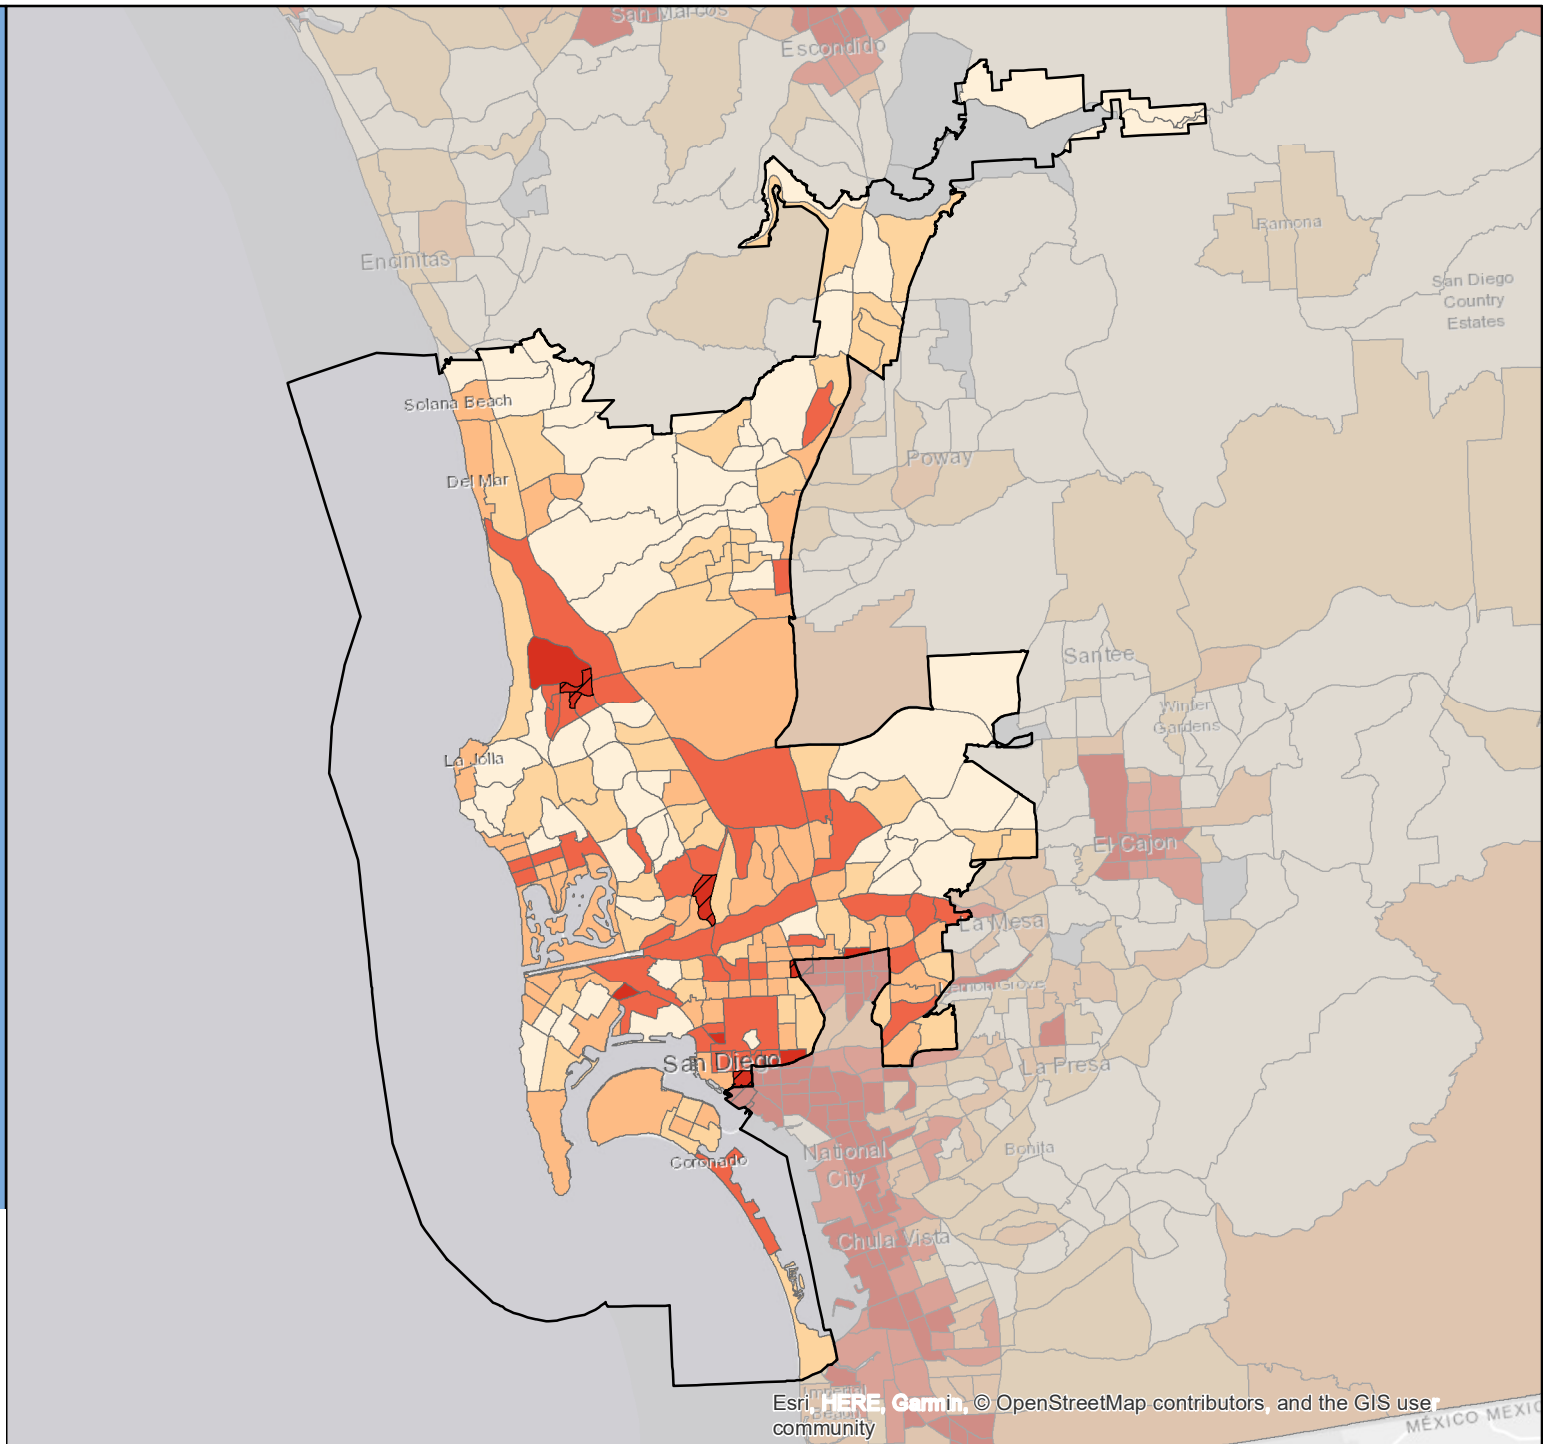 San Marcos
Escondido
Ramona
Encinitas
San Diego
Country
Estates
Solana Beach
Poway
Del Mar
Santee
Winter
Gardens
La Jolla
El Cajon
La Mesa
Lemon Grove
San Diego
La Presa
National
City
Bonita
Coronado
Chula Vista
Imperial
Beach
Esri, HERE, Garmin, © OpenStreetMap contributors, and the GIS user
community
MÉXICO MEXIC